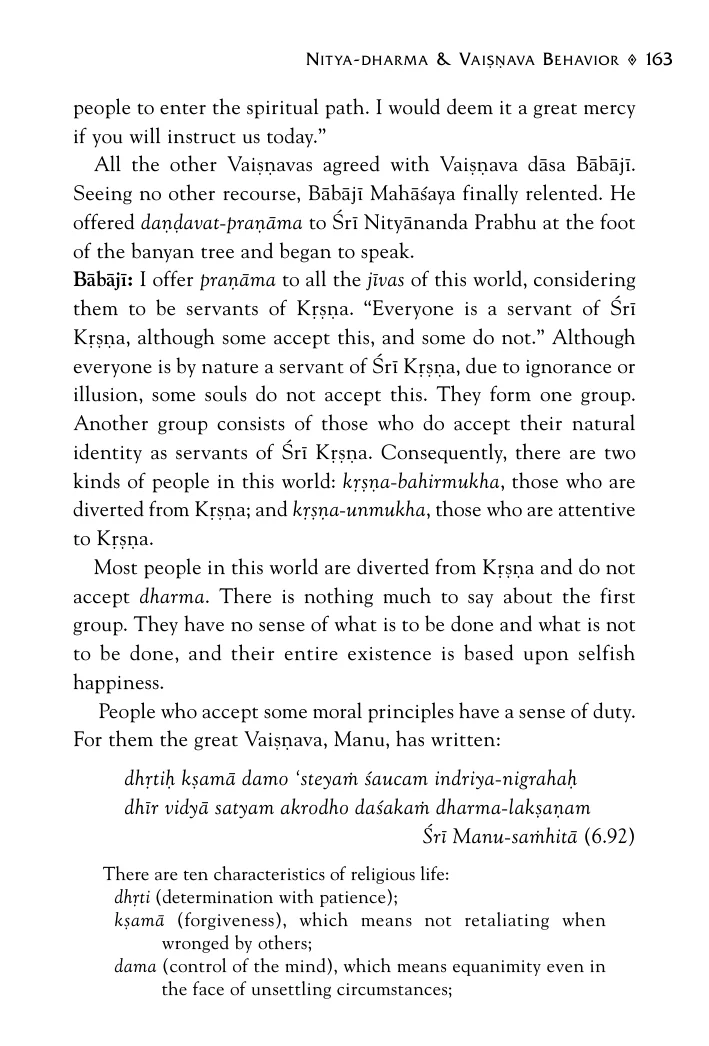 NITYA-DHARMA & VAIṢṆAVA BEHAVIOR ◊ 163
people to enter the spiritual path. I would deem it a great mercy
if you will instruct us today.”
All the other Vaiṣṇavas agreed with Vaiṣṇava dāsa Bābājī.
Seeing no other recourse, Bābājī Mahāśaya finally relented. He
offered daṇḍavat-praṇāma to Śrī Nityānanda Prabhu at the foot
of the banyan tree and began to speak.
Bābājī: I offer praṇāma to all the jīvas of this world, considering
them to be servants of Kṛṣṇa. “Everyone is a servant of Śrī
Kṛṣṇa, although some accept this, and some do not.” Although
everyone is by nature a servant of Śrī Kṛṣṇa, due to ignorance or
illusion, some souls do not accept this. They form one group.
Another group consists of those who do accept their natural
identity as servants of Śrī Kṛṣṇa. Consequently, there are two
kinds of people in this world: kṛṣṇa-bahirmukha, those who are
diverted from Kṛṣṇa; and kṛṣṇa-unmukha, those who are attentive
to Kṛṣṇa.
Most people in this world are diverted from Kṛṣṇa and do not
accept dharma. There is nothing much to say about the first
group. They have no sense of what is to be done and what is not
to be done, and their entire existence is based upon selfish
happiness.
People who accept some moral principles have a sense of duty.
For them the great Vaiṣṇava, Manu, has written:
dhṛtiḥ kṣamā damo ‘steyaṁ śaucam indriya-nigrahaḥ
dhīr vidyā satyam akrodho daśakaṁ dharma-lakṣaṇam
Śrī Manu-saṁhitā (6.92)
There are ten characteristics of religious life:
dhṛti (determination with patience);
kṣamā (forgiveness), which means not retaliating when
wronged by others;
dama (control of the mind), which means equanimity even in
the face of unsettling circumstances;